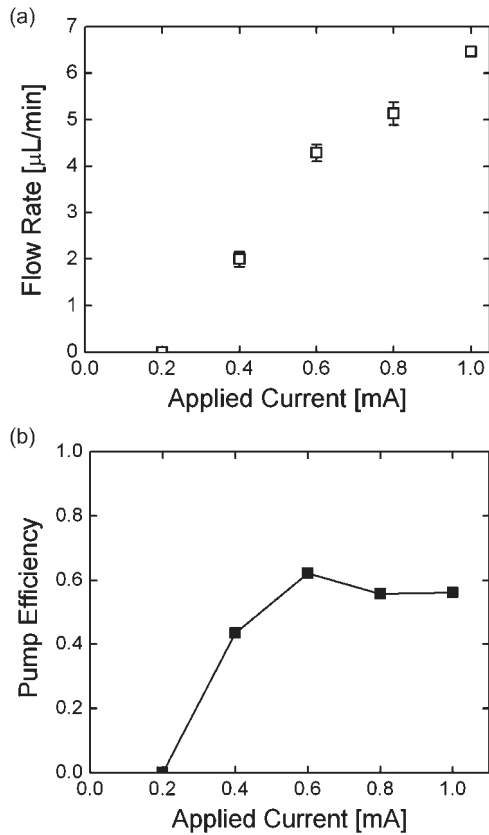 (a)
Flow Rate [μL/min]
7
6
5
4
3
2
1
0
0.0 0.2 0.4 0.6 0.8 1.0
Applied Current [mA]
(b)
Pump Efficiency
1.0
0.8
0.6
0.4
0.2
0.0
0.0 0.2 0.4 0.6 0.8 1.0
Applied Current [mA]